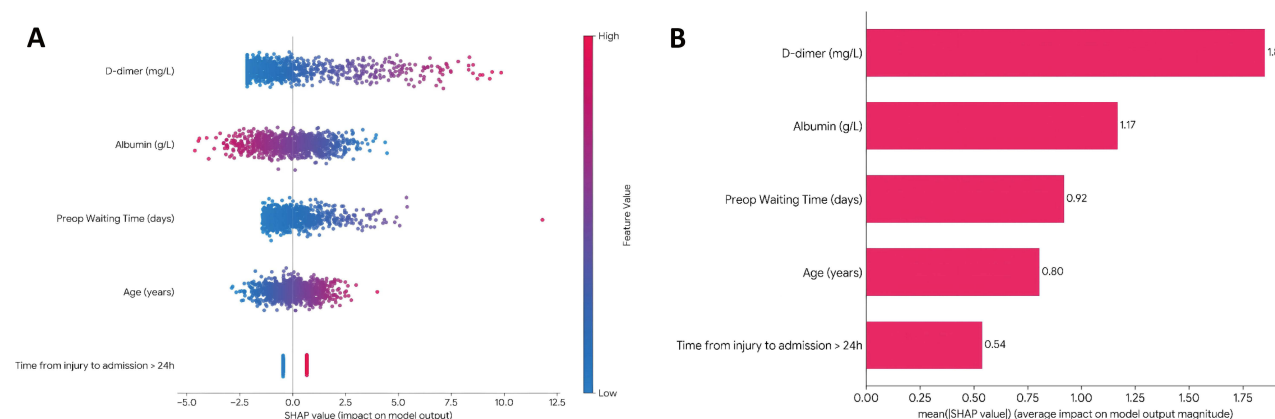 A
High
D-dimer (mg/L)
Albumin (g/L)
Preop Waiting Time (days)
Age (years)
Time from injury to admission > 24h
Feature Value
Low
-5.0 -2.5 0.0 2.5 5.0 7.5 10.0 12.5
SHAP value (impact on model output)
B
D-dimer (mg/L)
Albumin (g/L) 1.17
Preop Waiting Time (days) 0.92
Age (years) 0.80
Time from injury to admission > 24h 0.54
0.00 0.25 0.50 0.75 1.00 1.25 1.50 1.75
mean(|SHAP value|) (average impact on model output magnitude)